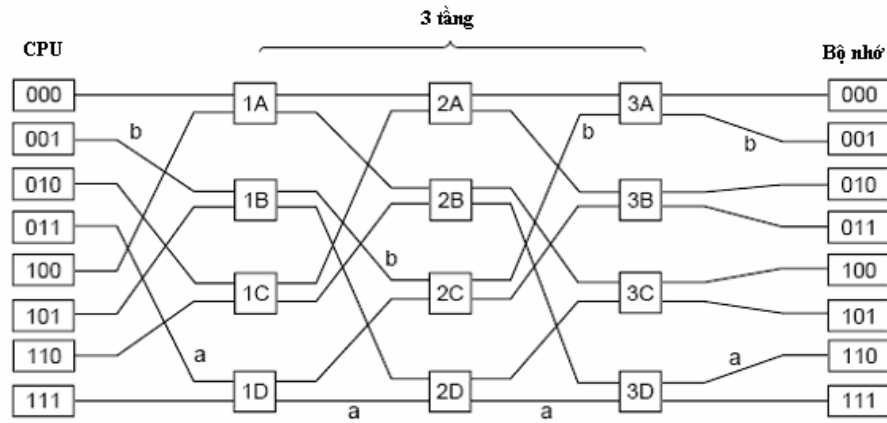 3 tầng
CPU
Bộ nhớ
000 1A 2A 3A 000
001 b b b 001
010 1B 2B 3B 010
011 011
b
100 1C 2C 3C 100
101 101
110 a a 110
111 1D 2D 3D 111
a a